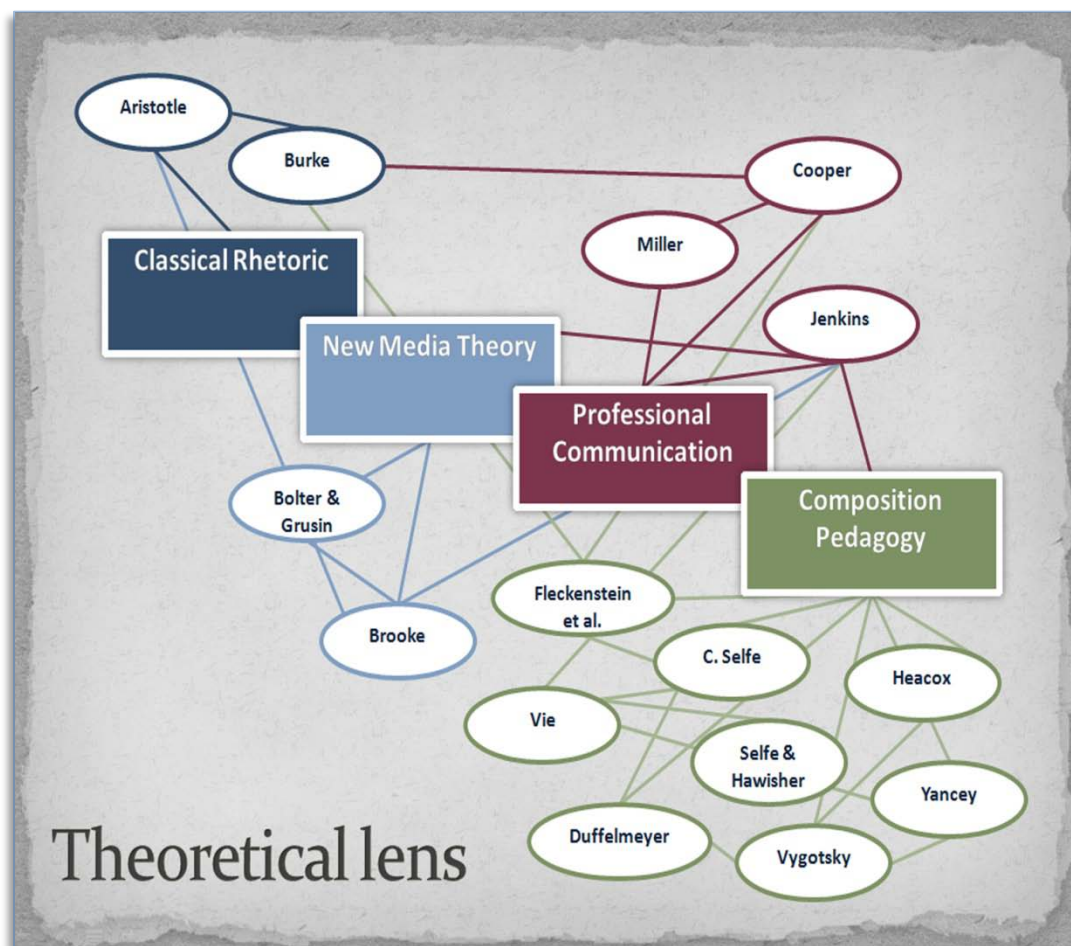 Aristotle
Burke
Cooper
Miller
Classical Rhetoric
Jenkins
New Media Theory
Professional
Communication
Bolter &
Grusin
Composition
Pedagogy
Fleckenstein
et al.
Brooke
C. Selfe
Heacox
Vie
Selfe &
Hawisher
Yancey
Duffelmeyer
Vygotsky
Theoretical lens